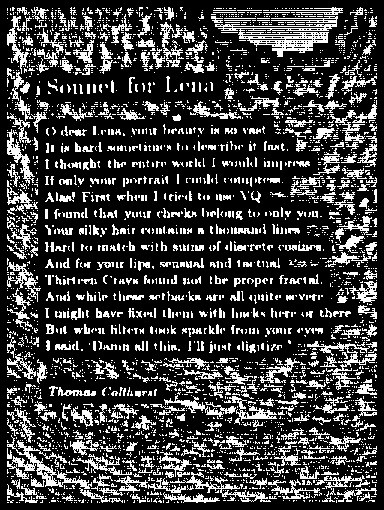 Sonnet for Lena
O dear Lena, your beauty is so vast
It is hard sometimes to describe it fast.
I thought the entire world I would impress
If only your portrait I could compress.
Alas! First when I tried to use VQ
I found that your cheeks belong to only you.
Your silky hair contains a thousand lines
Hard to match with sums of discrete cosines.
And for your lips, sensual and tactual
Thirteen Crays found not the proper fractal.
And while these setbacks are all quite severe
I might have fixed them with hacks here or there
But when filters took sparkle from your eyes
I said, 'Damn all this. I'll just digitize.'
Thomas Colthurst